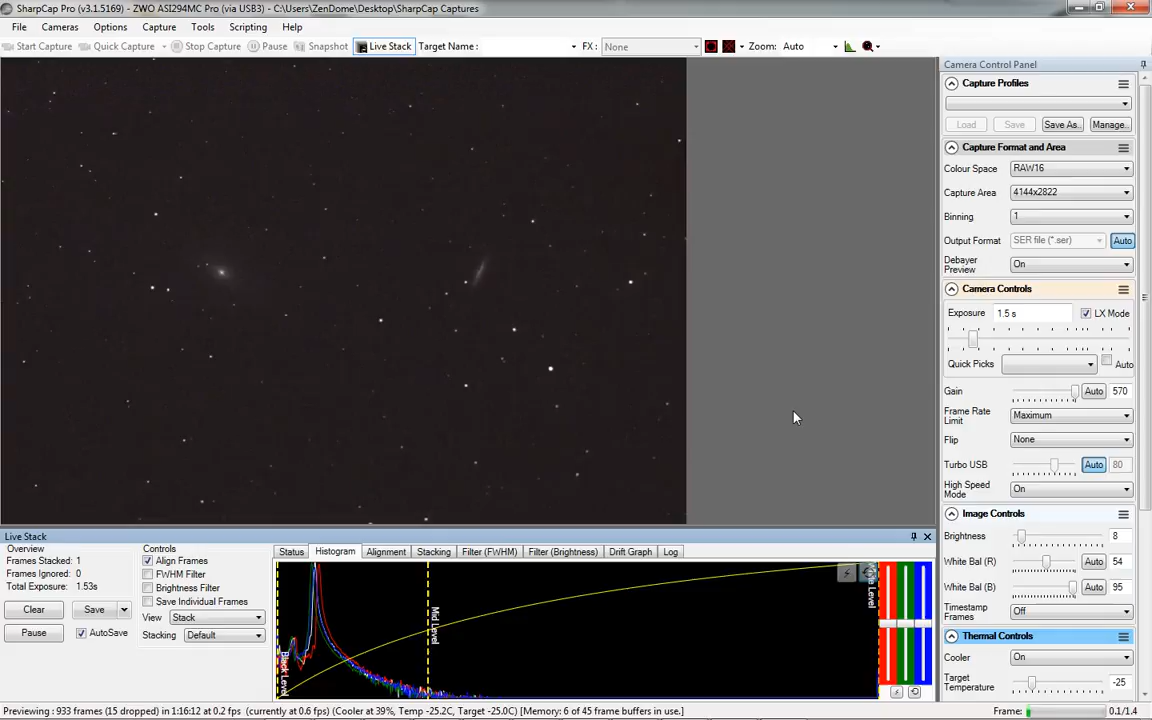 SharpCap Pro (v3.1.5169) - ZWO ASI294MC Pro (via USB3) - C:\Users\ZenDome\Desktop\SharpCap Captures
File Cameras Options Capture Tools Scripting Help
Start Capture Quick Capture Stop Capture Pause Snapshot Live Stack Target Name : FX : None Zoom: Auto
Camera Control Panel
Capture Profiles
Load Save Save As.. Manage..
Capture Format and Area
Colour Space RAW16
Capture Area 4144x2822
Binning 1
Output Format SER file (*.ser) Auto
Debayer Preview On
Camera Controls
Exposure 1.5 s LX Mode
Quick Picks Auto
Gain Auto 570
Frame Rate Limit Maximum
Flip None
Turbo USB Auto 80
High Speed Mode On
Image Controls
Brightness 8
White Bal (R) 54
White Bal (B) 95
Timestamp Frames Off
Thermal Controls
Cooler On
Target Temperature -25
Live Stack
Overview
Frames Stacked: 1
Frames Ignored: 0
Total Exposure: 1.53s
Clear Save
Pause AutoSave
Controls
Align Frames
FWHM Filter
Brightness Filter
Save Individual Frames
View Stack
Stacking Default
Status Histogram Alignment Stacking Filter (FWHM) Filter (Brightness) Drift Graph Log
Black Level
Mid Level
White Level
Previewing : 933 frames (15 dropped) in 1:16:12 at 0.2 fps (currently at 0.6 fps) (Cooler at 39%, Temp -25.2C, Target -25.0C) [Memory: 6 of 45 frame buffers in use.] Frame: 0.1/1.4